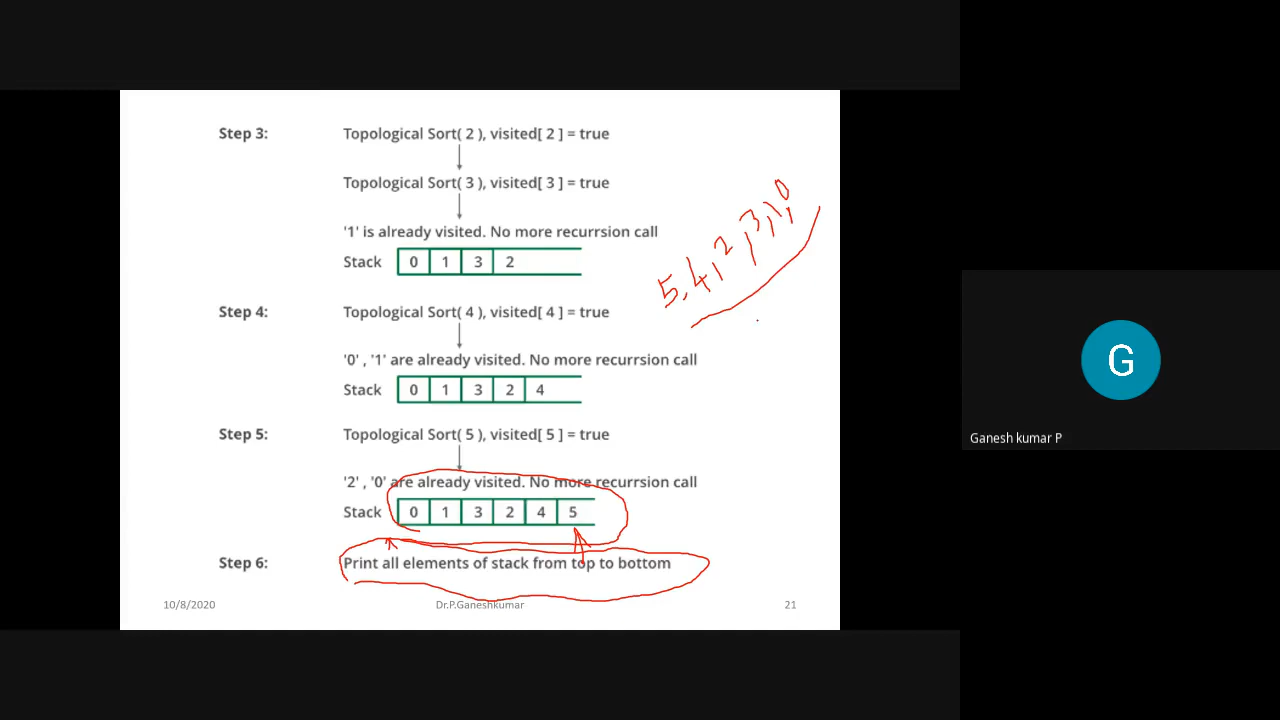 Step 3: Topological Sort( 2 ), visited[ 2 ] = true
Topological Sort( 3 ), visited[ 3 ] = true
'1' is already visited. No more recurrsion call
Stack 0 1 3 2
5,4,2,3,1,0
Step 4: Topological Sort( 4 ), visited[ 4 ] = true
'0' , '1' are already visited. No more recurrsion call
Stack 0 1 3 2 4
Step 5: Topological Sort( 5 ), visited[ 5 ] = true
'2' , '0' are already visited. No more recurrsion call
Stack 0 1 3 2 4 5
Step 6: Print all elements of stack from top to bottom
10/8/2020 Dr.P.Ganeshkumar 21
G
Ganesh kumar P